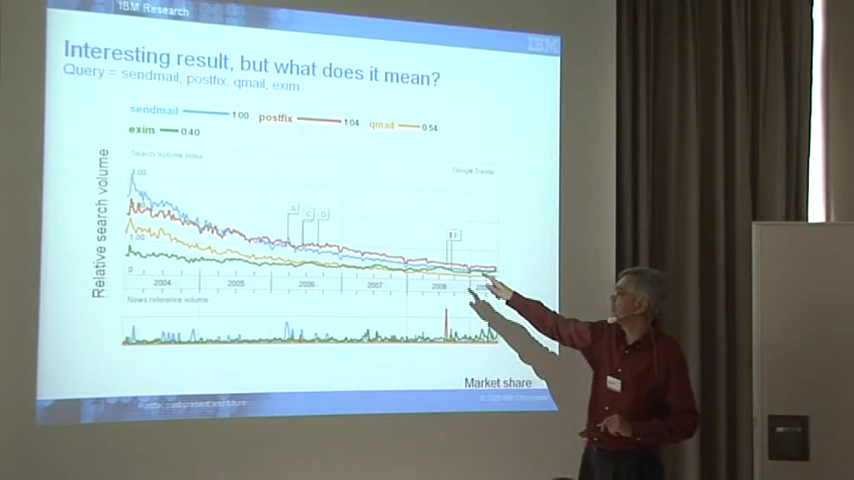 IBM Research
IBM
Interesting result, but what does it mean?
Query = sendmail, postfix, qmail, exim
sendmail 1.00 postfix 1.04 qmail 0.54
exim 0.40
Search Volume index
Google Trends
1.00
1.00
0
Relative search volume
A
C
D
F
2004 2005 2006 2007 2008
News reference volume
Market share
Postfix, past present and future